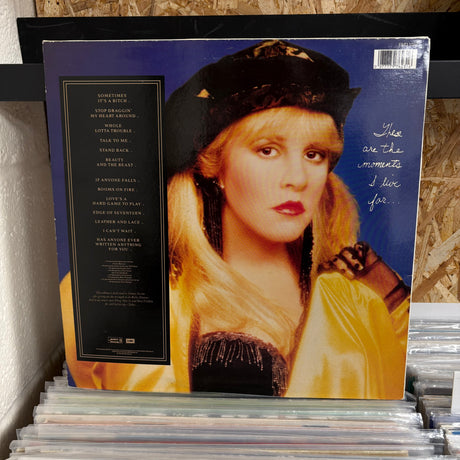 SOMETIMES
IT'S A BITCH
STOP DRAGGIN'
MY HEART AROUND
WHOLE
LOTTA TROUBLE
TALK TO ME
STAND BACK
BEAUTY
AND THE BEAST
IF ANYONE FALLS
ROOMS ON FIRE
LOVE'S A
HARD GAME TO PLAY
EDGE OF SEVENTEEN
LEATHER AND LACE
I CAN'T WAIT
HAS ANYONE EVER
WRITTEN ANYTHING
FOR YOU
These
are the
moments
I live
for...
EMI